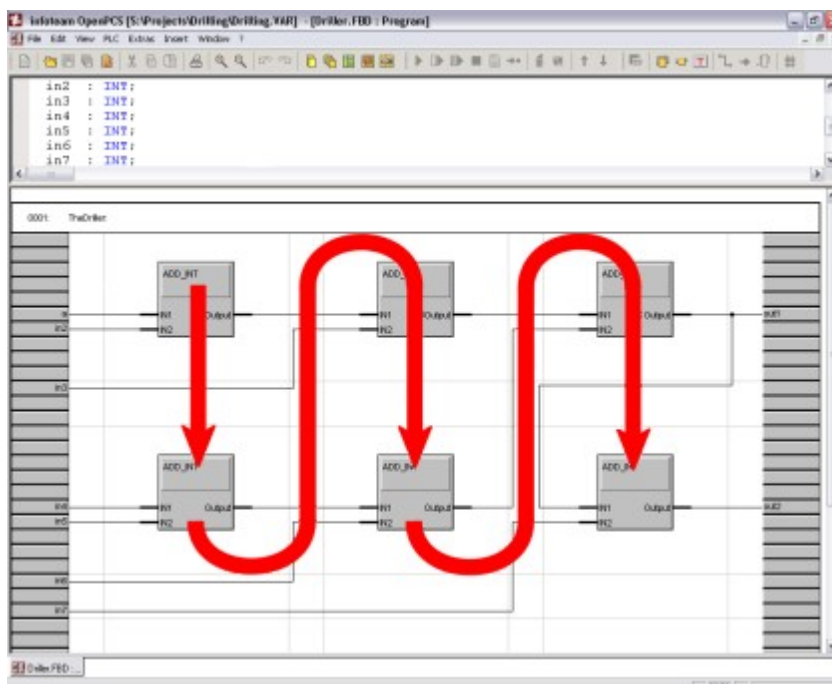 infoteam OpenPCS [S:\Projects\Drilling\Drilling.VAR] - [Driller.FBD : Program]
File Edit View PLC Extras Insert Window ?
in2 : INT;
in3 : INT;
in4 : INT;
in5 : INT;
in6 : INT;
in7 : INT;
0001: TheDriller:
ADD_INT ADD_
IN1 Output IN1 Output IN1 Output out1
in2 IN2 IN2 IN2
in3
ADD_INT
in4 IN1 Output IN1 Output IN1 Output out2
in5 IN2 IN2 IN2
in6
in7
Driller.FBD :...